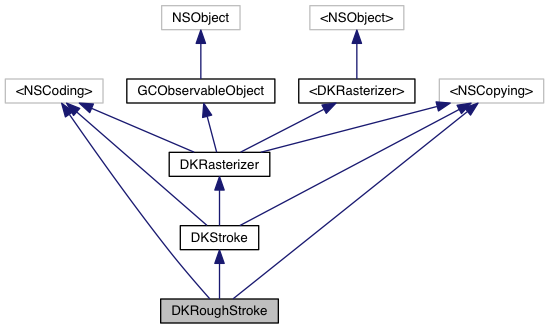 NSObject
<NSObject>
<NSCoding>
GCObservableObject
<DKRasterizer>
<NSCopying>
DKRasterizer
DKStroke
DKRoughStroke